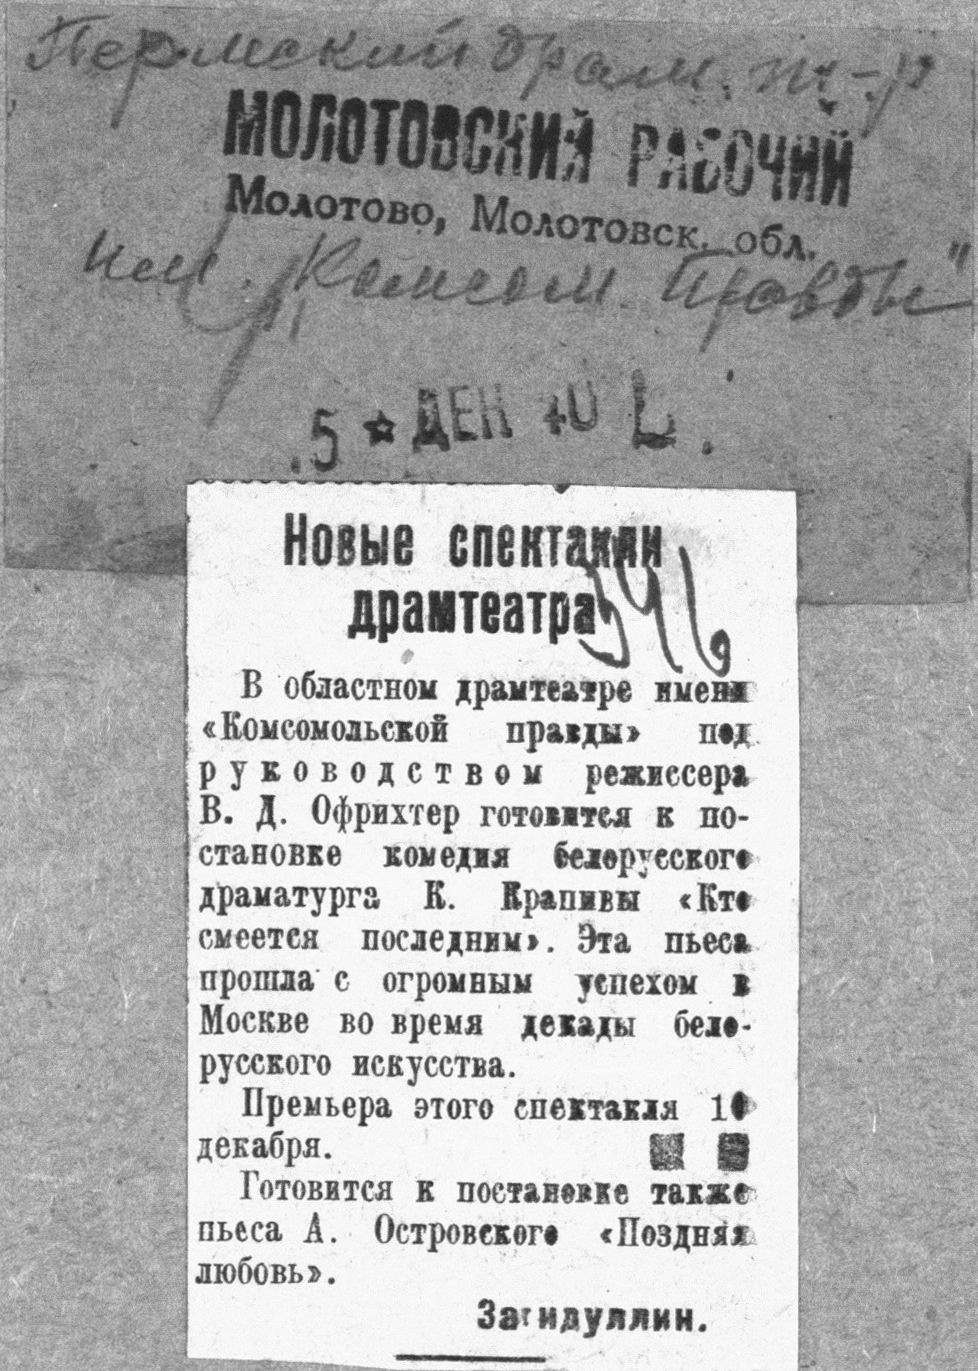 Пермский драм. т-р
МОЛОТОВСКИЙ РАБОЧИЙ
Молотово, Молотовск. обл.
им. „Комсом. Правды"
5 ★ ДЕК 40
Новые спектакли
драмтеатра
В областном драмтеатре имени
«Комсомольской правды» под
руководством режиссера
В. Д. Офрихтер готовится к по-
становке комедия белорусского
драматурга К. Крапивы «Кто
смеется последним». Эта пьеса
прошла с огромным успехом в
Москве во время декады бело-
русского искусства.
Премьера этого спектакля 10
декабря.
Готовится к постановке также
пьеса А. Островского «Поздняя
любовь».
Загидуллин.